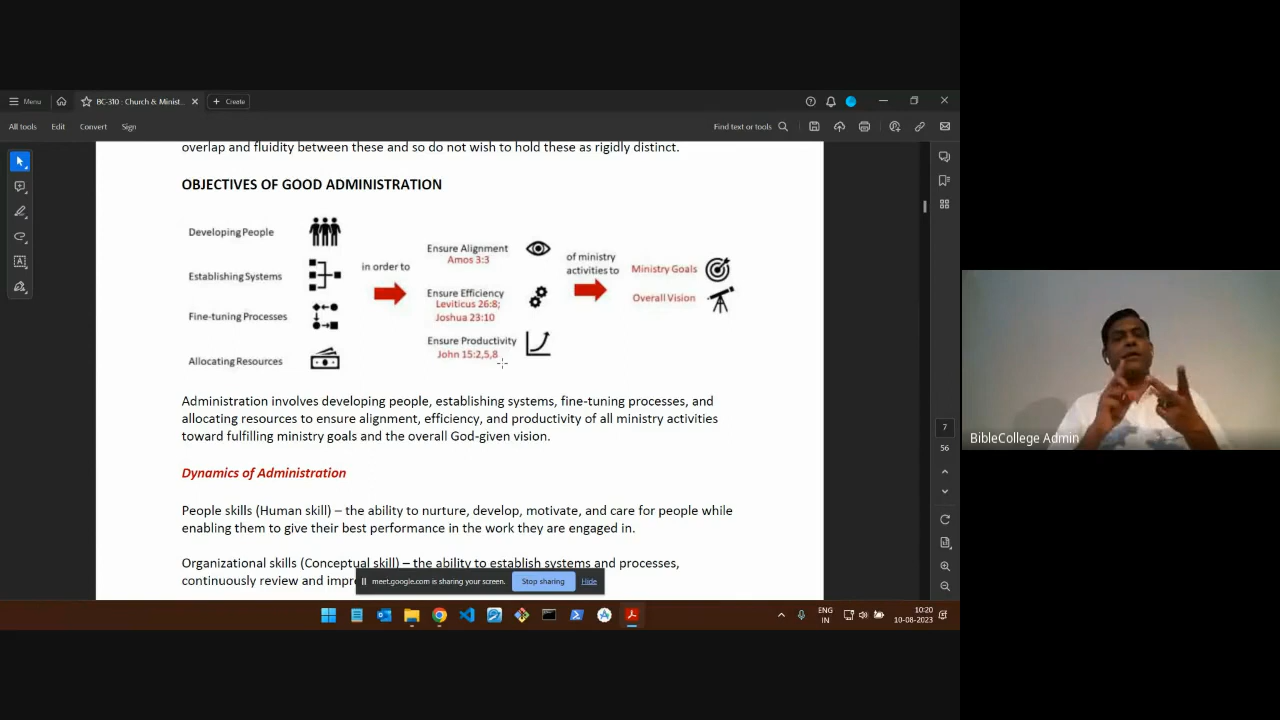 Menu
BC-310 : Church & Minist...
Create
All tools
Edit
Convert
Sign
Find text or tools
overlap and fluidity between these and so do not wish to hold these as rigidly distinct.
OBJECTIVES OF GOOD ADMINISTRATION
Developing People
Establishing Systems
Fine-tuning Processes
Allocating Resources
in order to
Ensure Alignment
Amos 3:3
Ensure Efficiency
Leviticus 26:8;
Joshua 23:10
Ensure Productivity
John 15:2,5,8
of ministry
activities to
Ministry Goals
Overall Vision
Administration involves developing people, establishing systems, fine-tuning processes, and
allocating resources to ensure alignment, efficiency, and productivity of all ministry activities
toward fulfilling ministry goals and the overall God-given vision.
Dynamics of Administration
People skills (Human skill) – the ability to nurture, develop, motivate, and care for people while
enabling them to give their best performance in the work they are engaged in.
Organizational skills (Conceptual skill) – the ability to establish systems and processes,
continuously review and impr
meet.google.com is sharing your screen.
Stop sharing
Hide
7
56
BibleCollege Admin
ENG
IN
10:20
10-08-2023